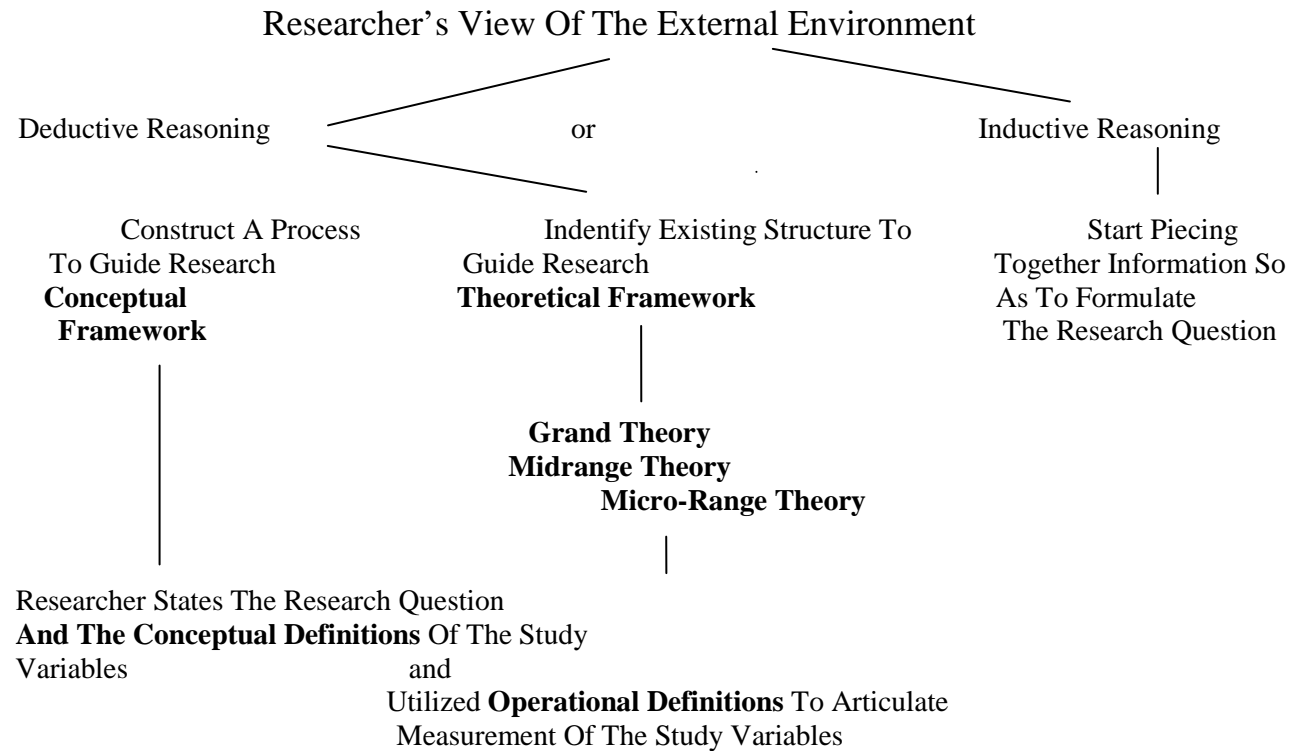 Researcher’s View Of The External Environment
Deductive Reasoning or Inductive Reasoning
Construct A Process
To Guide Research
Conceptual
Framework
Indentify Existing Structure To
Guide Research
Theoretical Framework
Start Piecing
Together Information So
As To Formulate
The Research Question
Grand Theory
Midrange Theory
Micro-Range Theory
Researcher States The Research Question
And The Conceptual Definitions Of The Study
Variables and
Utilized Operational Definitions To Articulate
Measurement Of The Study Variables